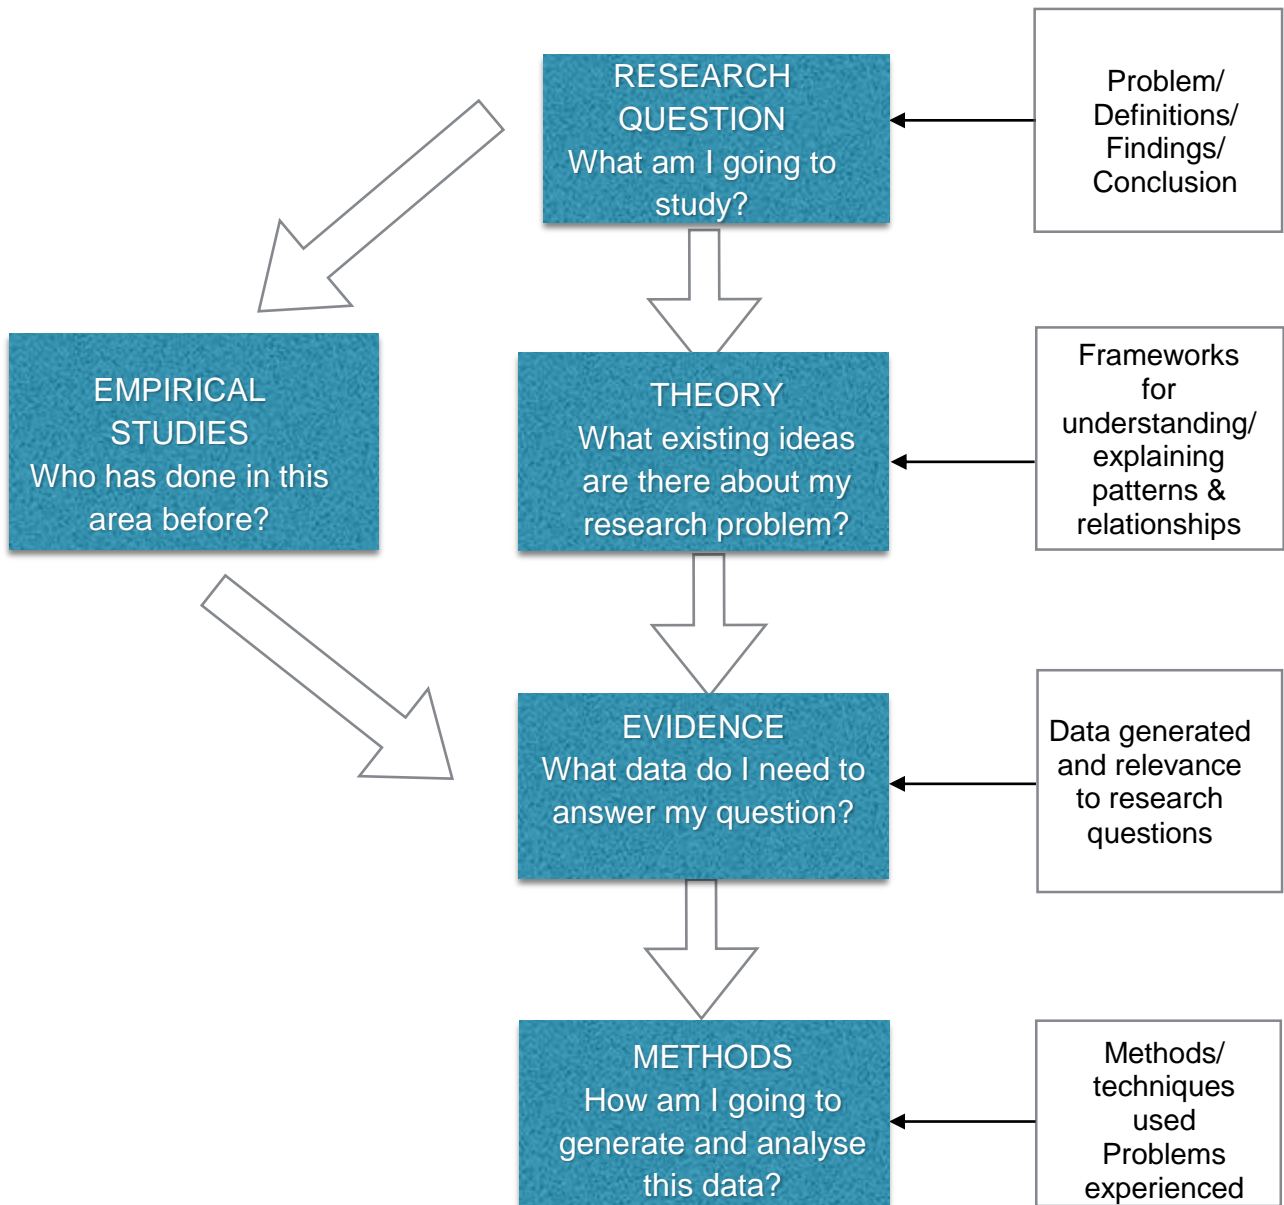 RESEARCH
QUESTION
What am I going to
study?
Problem/
Definitions/
Findings/
Conclusion
EMPIRICAL
STUDIES
Who has done in this
area before?
THEORY
What existing ideas
are there about my
research problem?
Frameworks
for
understanding/
explaining
patterns &
relationships
EVIDENCE
What data do I need to
answer my question?
Data generated
and relevance
to research
questions
METHODS
How am I going to
generate and analyse
this data?
Methods/
techniques
used
Problems
experienced